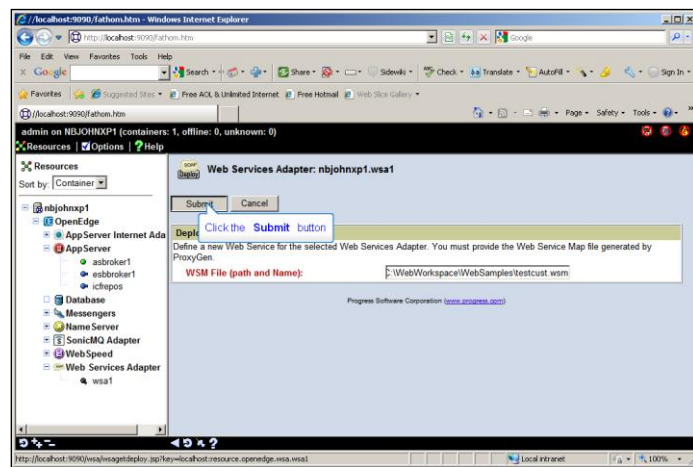 //localhost:9090/fathom.htm - Windows Internet Explorer
http://localhost:9090/fathom.htm
Google
File Edit View Favorites Tools Help
Google Search Share Sidewiki Check Translate AutoFill Sign In
Favorites Suggested Sites Free AOL & Unlimited Internet Free Hotmail Web Slice Gallery
//localhost:9090/fathom.htm
Page Safety Tools
admin on NBJOHNXP1 (containers: 1, offline: 0, unknown: 0)
Resources | Options | ? Help
Resources
Sort by: Container
nbjohnxp1
OpenEdge
AppServer Internet Ada
AppServer
asbroker1
esbbroker1
icfrepos
Database
Messengers
NameServer
SonicMQ Adapter
WebSpeed
Web Services Adapter
wsa1
Deploy
Web Services Adapter: nbjohnxp1.wsa1
Submit Cancel
Click the Submit button
Deplo
Define a new Web Service for the selected Web Services Adapter. You must provide the Web Service Map file generated by
ProxyGen.
WSM File (path and Name): C:\WebWorkspace\WebSamples\testcust.wsm
Progress Software Corporation (www.progress.com)
http://localhost:9090/wsa/wsagetdeploy.jsp?key=localhost:resource.openedge.wsa.wsa1
Local intranet
100%